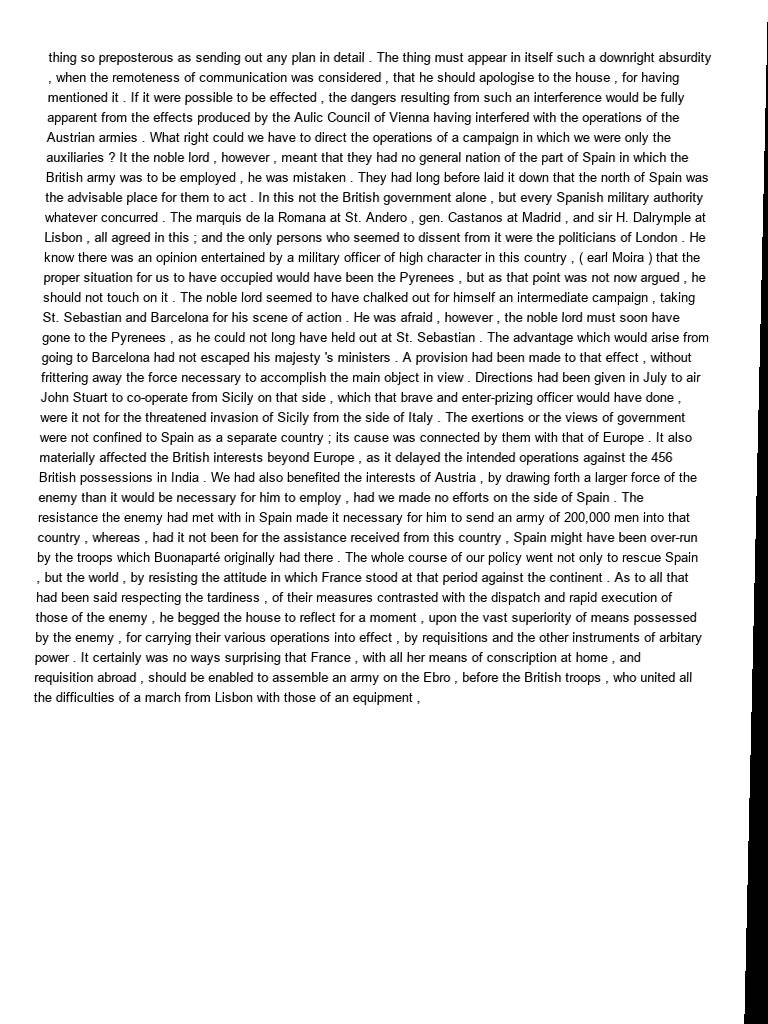 thing so preposterous as sending out any plan in detail . The thing must appear in itself such a downright absurdity
, when the remoteness of communication was considered , that he should apologise to the house , for having
mentioned it . If it were possible to be effected , the dangers resulting from such an interference would be fully
apparent from the effects produced by the Aulic Council of Vienna having interfered with the operations of the
Austrian armies . What right could we have to direct the operations of a campaign in which we were only the
auxiliaries ? It the noble lord , however , meant that they had no general nation of the part of Spain in which the
British army was to be employed , he was mistaken . They had long before laid it down that the north of Spain was
the advisable place for them to act . In this not the British government alone , but every Spanish military authority
whatever concurred . The marquis de la Romana at St. Andero , gen. Castanos at Madrid , and sir H. Dalrymple at
Lisbon , all agreed in this ; and the only persons who seemed to dissent from it were the politicians of London . He
know there was an opinion entertained by a military officer of high character in this country , ( earl Moira ) that the
proper situation for us to have occupied would have been the Pyrenees , but as that point was not now argued , he
should not touch on it . The noble lord seemed to have chalked out for himself an intermediate campaign , taking
St. Sebastian and Barcelona for his scene of action . He was afraid , however , the noble lord must soon have
gone to the Pyrenees , as he could not long have held out at St. Sebastian . The advantage which would arise from
going to Barcelona had not escaped his majesty 's ministers . A provision had been made to that effect , without
frittering away the force necessary to accomplish the main object in view . Directions had been given in July to air
John Stuart to co-operate from Sicily on that side , which that brave and enter-prizing officer would have done ,
were it not for the threatened invasion of Sicily from the side of Italy . The exertions or the views of government
were not confined to Spain as a separate country ; its cause was connected by them with that of Europe . It also
materially affected the British interests beyond Europe , as it delayed the intended operations against the 456
British possessions in India . We had also benefited the interests of Austria , by drawing forth a larger force of the
enemy than it would be necessary for him to employ , had we made no efforts on the side of Spain . The
resistance the enemy had met with in Spain made it necessary for him to send an army of 200,000 men into that
country , whereas , had it not been for the assistance received from this country , Spain might have been over-run
by the troops which Buonaparté originally had there . The whole course of our policy went not only to rescue Spain
, but the world , by resisting the attitude in which France stood at that period against the continent . As to all that
had been said respecting the tardiness , of their measures contrasted with the dispatch and rapid execution of
those of the enemy , he begged the house to reflect for a moment , upon the vast superiority of means possessed
by the enemy , for carrying their various operations into effect , by requisitions and the other instruments of arbitary
power . It certainly was no ways surprising that France , with all her means of conscription at home , and
requisition abroad , should be enabled to assemble an army on the Ebro , before the British troops , who united all
the difficulties of a march from Lisbon with those of an equipment ,